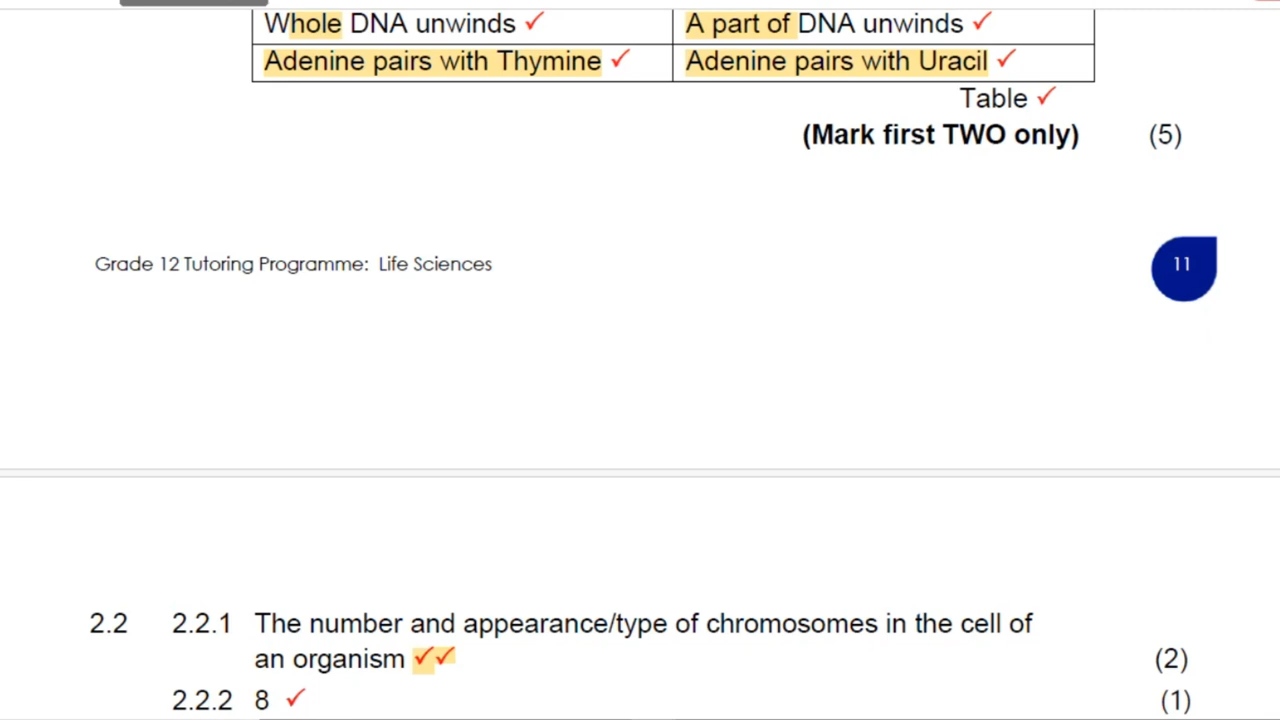 Whole DNA unwinds ✓ A part of DNA unwinds ✓
Adenine pairs with Thymine ✓ Adenine pairs with Uracil ✓
Table ✓
(Mark first TWO only) (5)
Grade 12 Tutoring Programme: Life Sciences 11
2.2 2.2.1 The number and appearance/type of chromosomes in the cell of
an organism ✓✓ (2)
2.2.2 8 ✓ (1)